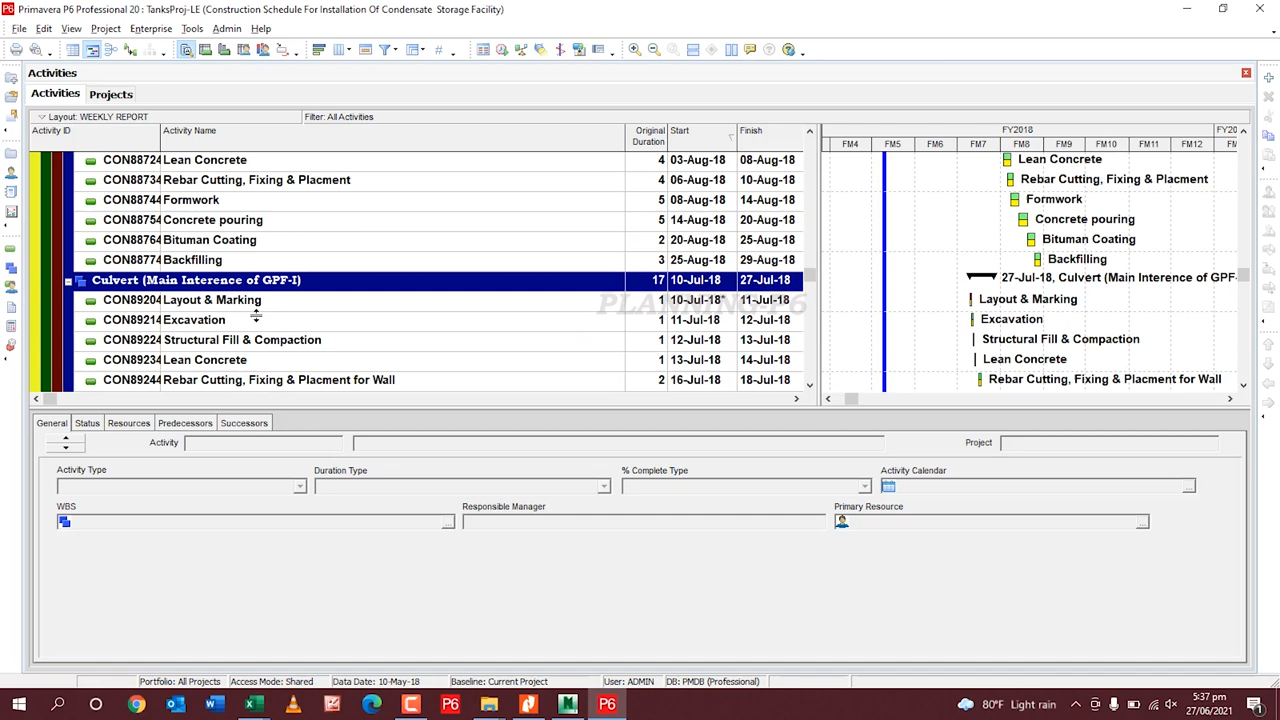 Primavera P6 Professional 20 : TanksProj-LE (Construction Schedule For Installation Of Condensate Storage Facility)
File Edit View Project Enterprise Tools Admin Help
Activities
Activities Projects
Layout: WEEKLY REPORT Filter: All Activities
Activity ID Activity Name Original Duration Start Finish
FY2018 FY20
FM4 FM5 FM6 FM7 FM8 FM9 FM10 FM11 FM12
CON88724 Lean Concrete 4 03-Aug-18 08-Aug-18 Lean Concrete
CON88734 Rebar Cutting, Fixing & Placment 4 06-Aug-18 10-Aug-18 Rebar Cutting, Fixing & Placment
CON88744 Formwork 5 08-Aug-18 14-Aug-18 Formwork
CON88754 Concrete pouring 5 14-Aug-18 20-Aug-18 Concrete pouring
CON88764 Bituman Coating 2 20-Aug-18 25-Aug-18 Bituman Coating
CON88774 Backfilling 3 25-Aug-18 29-Aug-18 Backfilling
Culvert (Main Interence of GPF-I) 17 10-Jul-18 27-Jul-18 27-Jul-18, Culvert (Main Interence of GPF-
CON89204 Layout & Marking 1 10-Jul-18 11-Jul-18 Layout & Marking
PLANNING P6
CON89214 Excavation 1 11-Jul-18 12-Jul-18 Excavation
CON89224 Structural Fill & Compaction 1 12-Jul-18 13-Jul-18 Structural Fill & Compaction
CON89234 Lean Concrete 1 13-Jul-18 14-Jul-18 Lean Concrete
CON89244 Rebar Cutting, Fixing & Placment for Wall 2 16-Jul-18 18-Jul-18 Rebar Cutting, Fixing & Placment for Wall
General Status Resources Predecessors Successors
Activity Project
Activity Type Duration Type % Complete Type Activity Calendar
WBS Responsible Manager Primary Resource
Portfolio: All Projects Access Mode: Shared Data Date: 10-May-18 Baseline: Current Project User: ADMIN DB: PMDB (Professional)
80°F Light rain
5:37 pm
27/06/2021